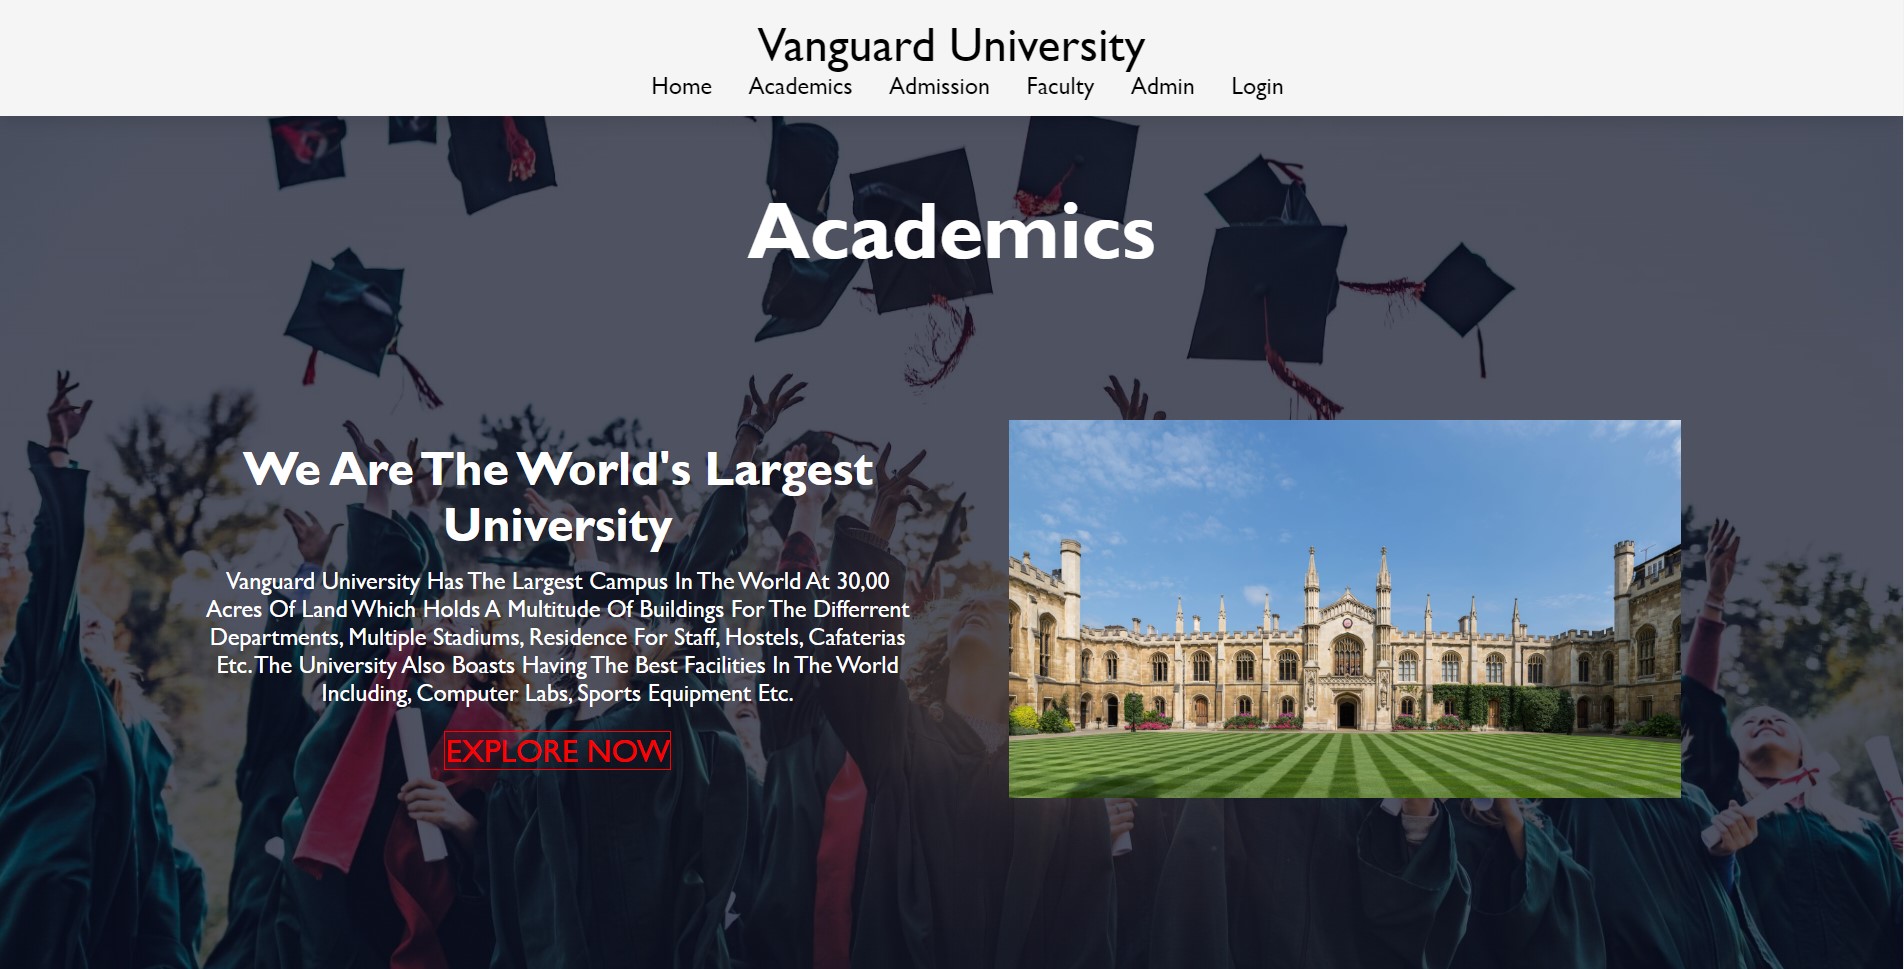 Vanguard University
Home Academics Admission Faculty Admin Login
Academics
We Are The World's Largest
University
Vanguard University Has The Largest Campus In The World At 30,00
Acres Of Land Which Holds A Multitude Of Buildings For The Differrent
Departments, Multiple Stadiums, Residence For Staff, Hostels, Cafaterias
Etc. The University Also Boasts Having The Best Facilities In The World
Including, Computer Labs, Sports Equipment Etc.
EXPLORE NOW